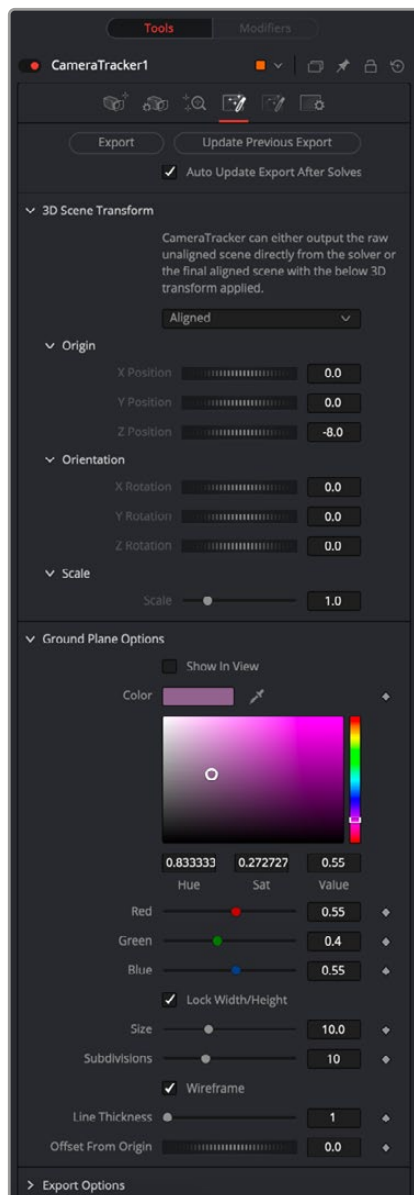 Tools Modifiers
CameraTracker1
Export Update Previous Export
Auto Update Export After Solves
3D Scene Transform
CameraTracker can either output the raw
unaligned scene directly from the solver or
the final aligned scene with the below 3D
transform applied.
Aligned
Origin
X Position 0.0
Y Position 0.0
Z Position -8.0
Orientation
X Rotation 0.0
Y Rotation 0.0
Z Rotation 0.0
Scale
Scale 1.0
Ground Plane Options
Show In View
Color
0.833333 0.272727 0.55
Hue Sat Value
Red 0.55
Green 0.4
Blue 0.55
Lock Width/Height
Size 10.0
Subdivisions 10
Wireframe
Line Thickness 1
Offset From Origin 0.0
Export Options